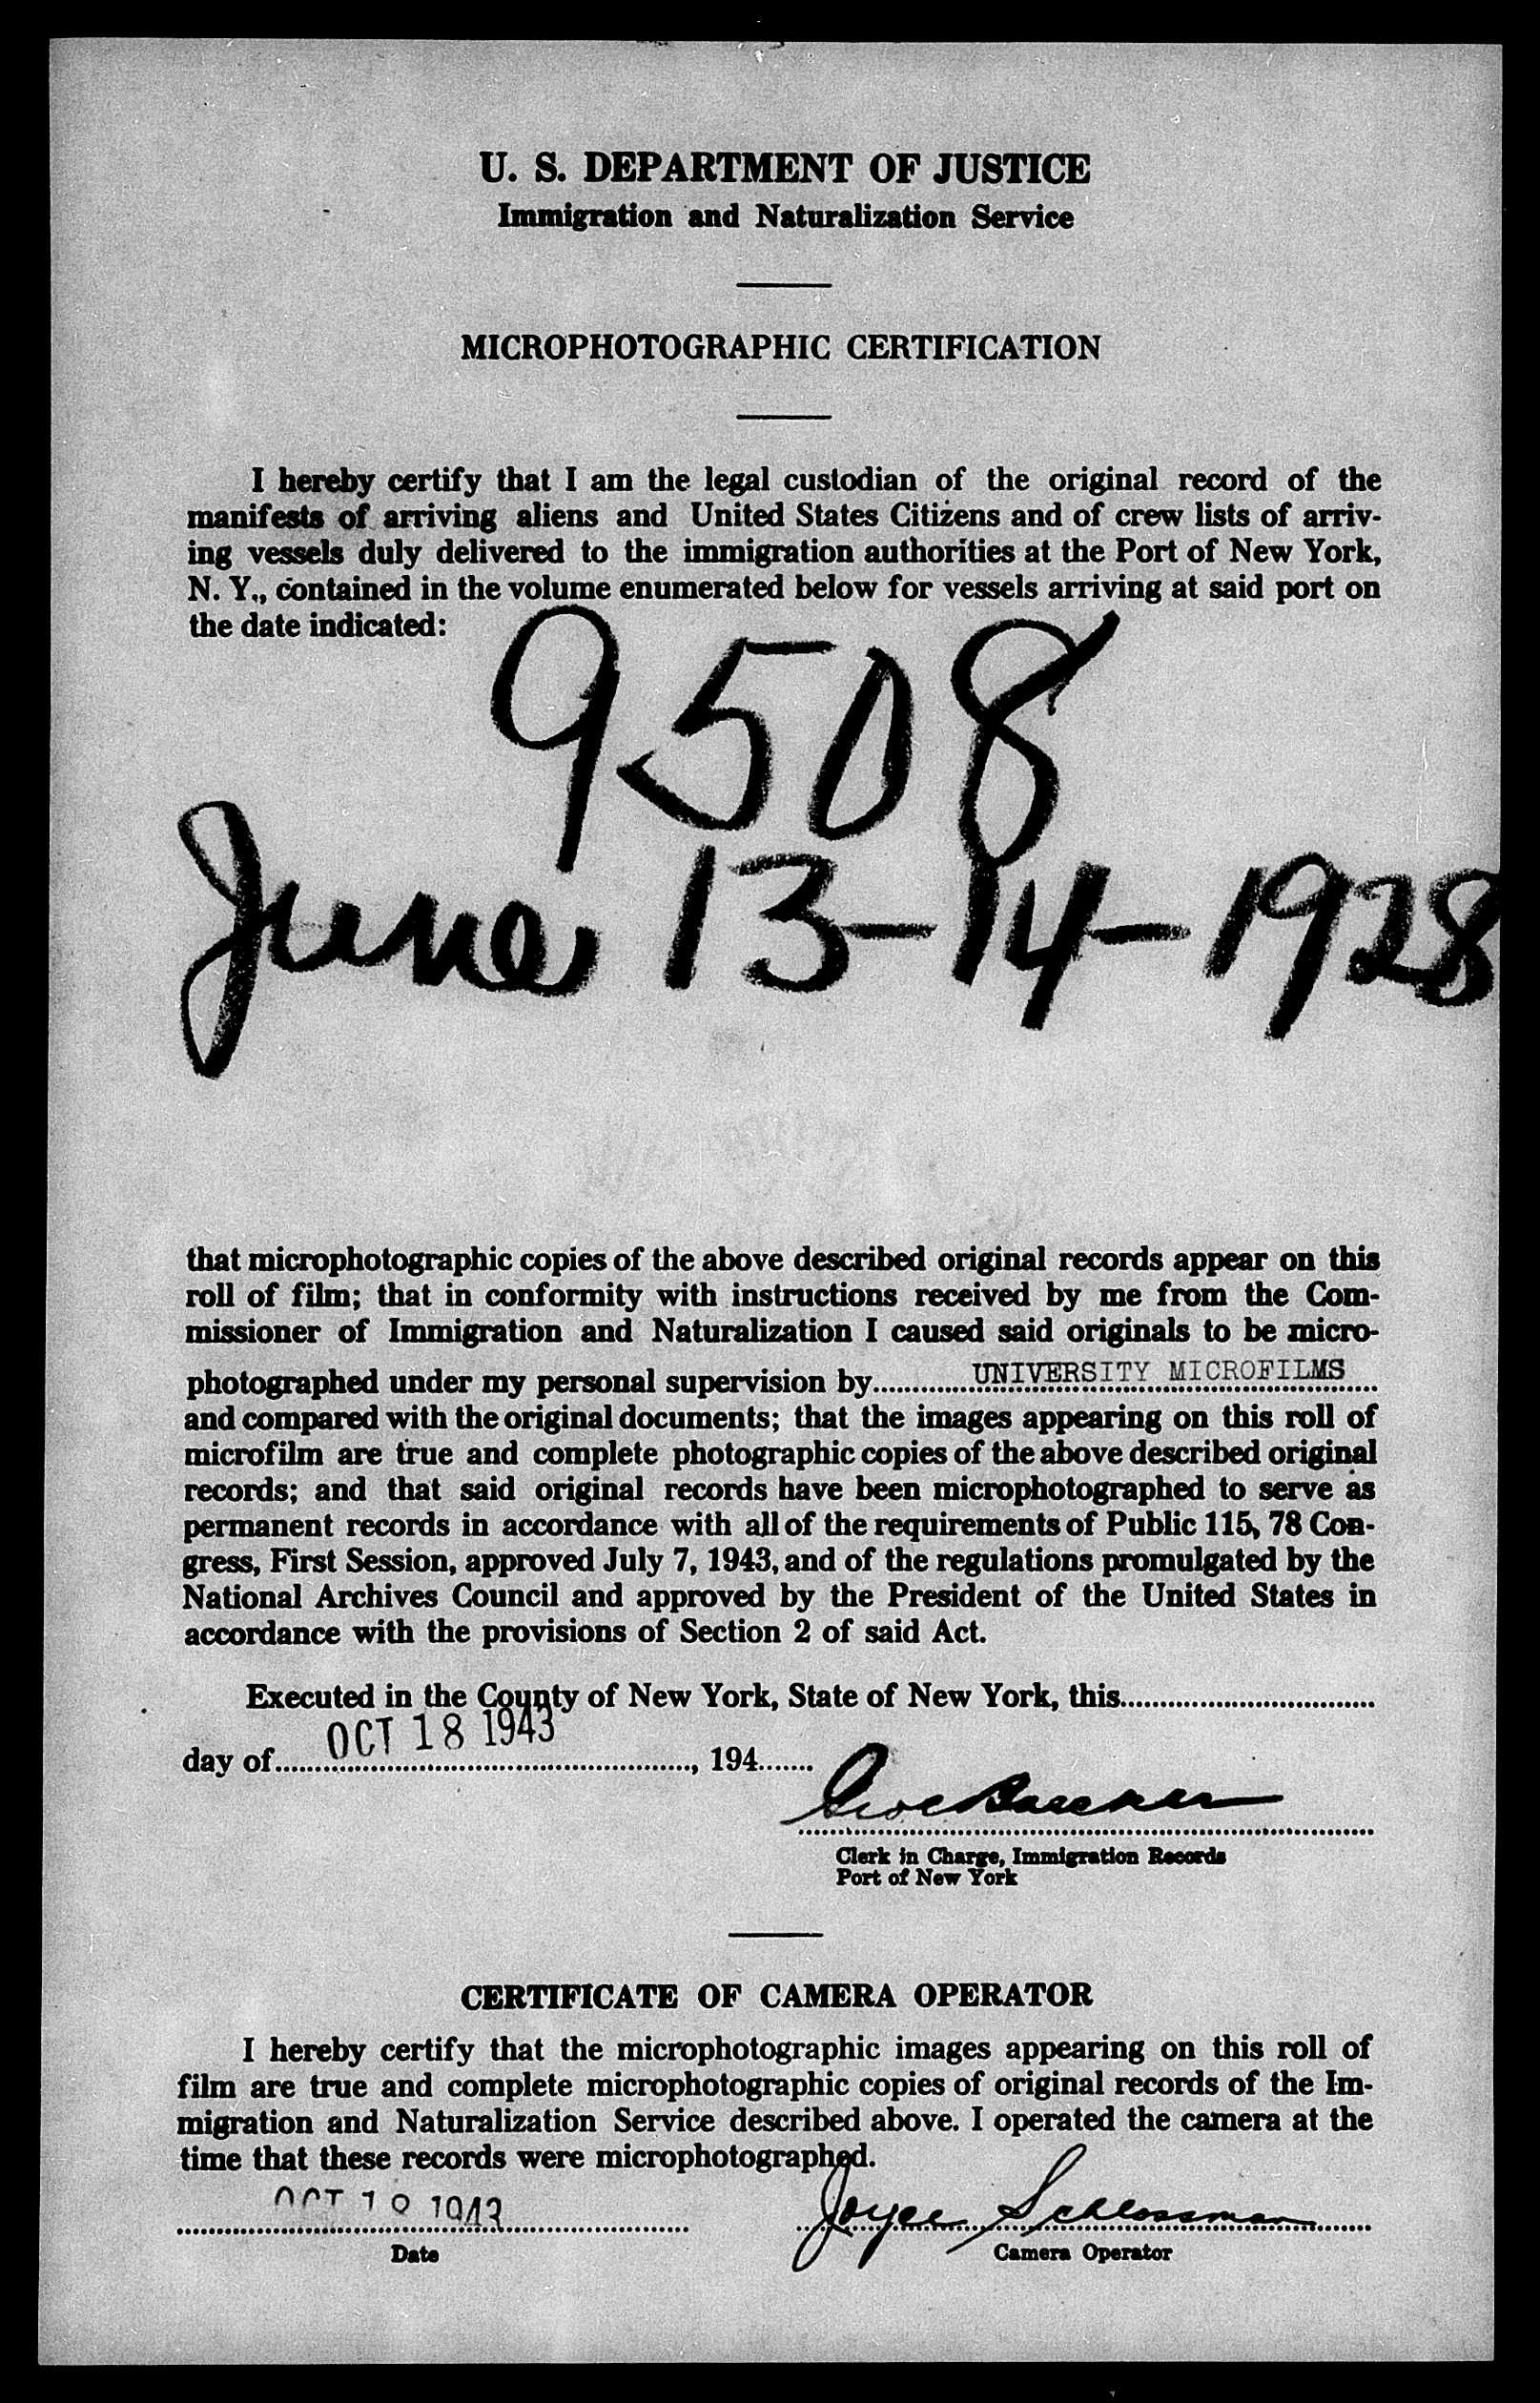 U. S. DEPARTMENT OF JUSTICE
Immigration and Naturalization Service
MICROPHOTOGRAPHIC CERTIFICATION
I hereby certify that I am the legal custodian of the original record of the
manifests of arriving aliens and United States Citizens and of crew lists of arriv-
ing vessels duly delivered to the immigration authorities at the Port of New York,
N. Y., contained in the volume enumerated below for vessels arriving at said port on
the date indicated:
9508
June 13-14-1928
that microphotographic copies of the above described original records appear on this
roll of film; that in conformity with instructions received by me from the Com-
missioner of Immigration and Naturalization I caused said originals to be micro-
photographed under my personal supervision by UNIVERSITY MICROFILMS
and compared with the original documents; that the images appearing on this roll of
microfilm are true and complete photographic copies of the above described original
records; and that said original records have been microphotographed to serve as
permanent records in accordance with all of the requirements of Public 115, 78 Con-
gress, First Session, approved July 7, 1943, and of the regulations promulgated by the
National Archives Council and approved by the President of the United States in
accordance with the provisions of Section 2 of said Act.
Executed in the County of New York, State of New York, this
day of OCT 18 1943, 194
Clerk in Charge, Immigration Records
Port of New York
CERTIFICATE OF CAMERA OPERATOR
I hereby certify that the microphotographic images appearing on this roll of
film are true and complete microphotographic copies of original records of the Im-
migration and Naturalization Service described above. I operated the camera at the
time that these records were microphotographed.
OCT 18 1943 Joyce Schlossman
Date Camera Operator